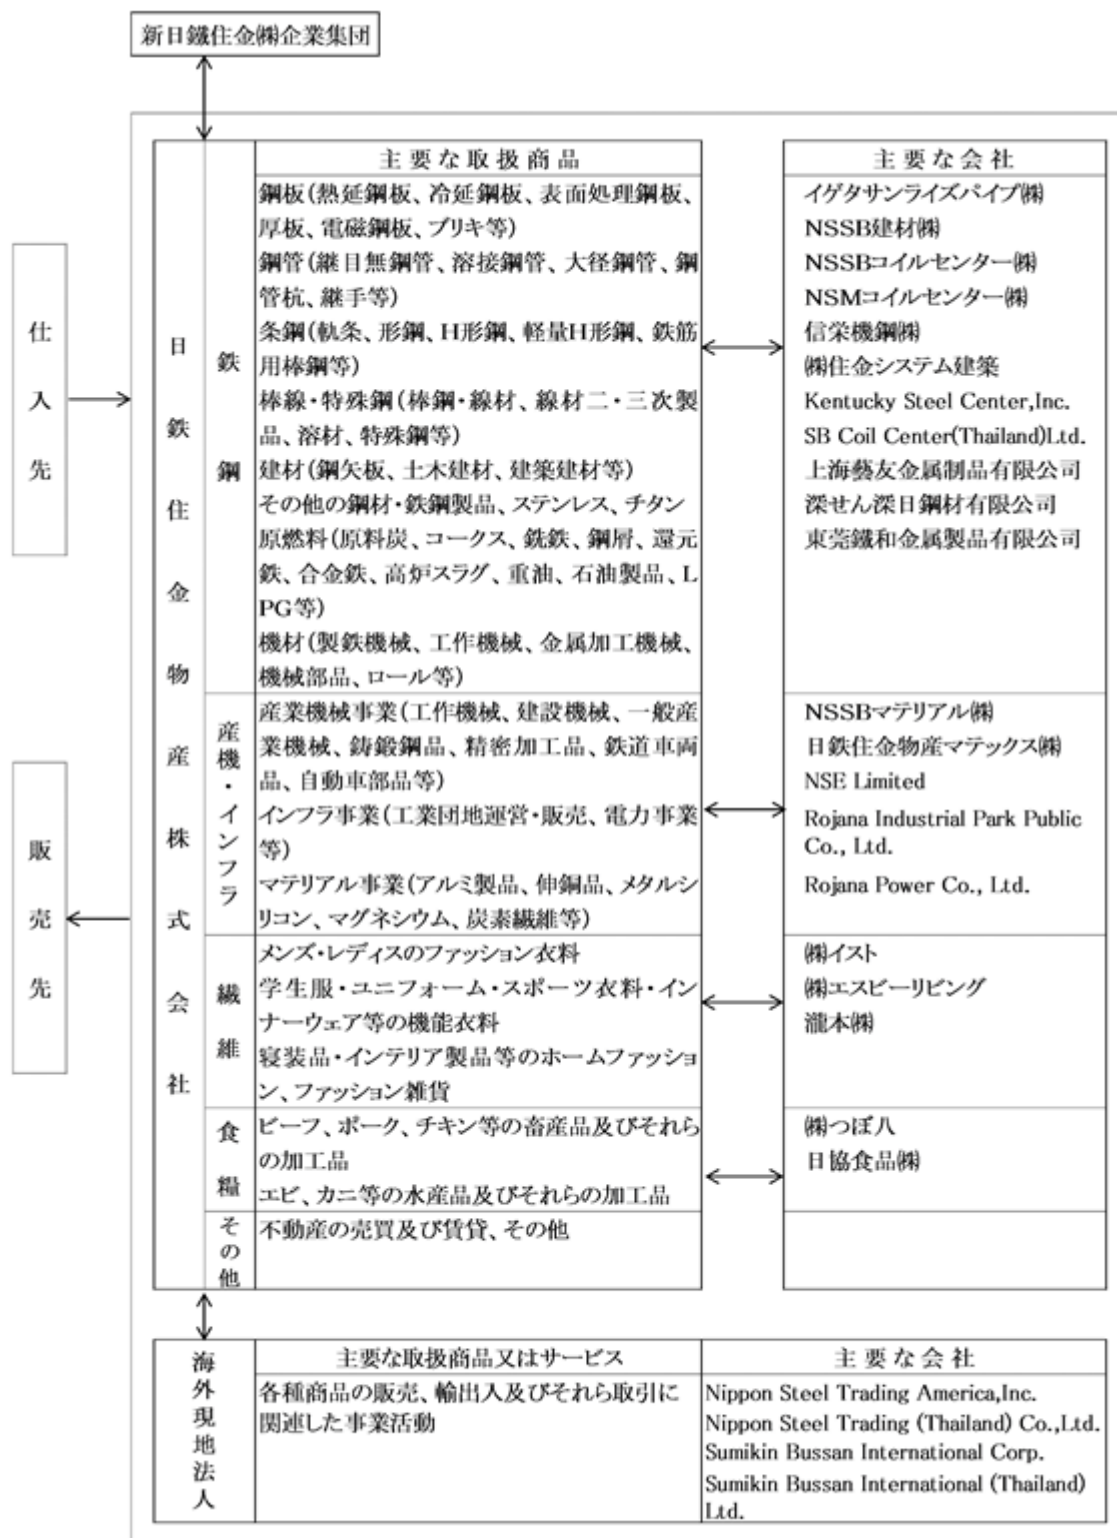 新日鐵住金㈱企業集団
仕入先
販売先
日鉄住金物産株式会社
主要な取扱商品
主要な会社
鉄鋼
鋼板(熱延鋼板、冷延鋼板、表面処理鋼板、
厚板、電磁鋼板、ブリキ等)
鋼管(継目無鋼管、溶接鋼管、大径鋼管、鋼
管杭、継手等)
条鋼(軌条、形鋼、H形鋼、軽量H形鋼、鉄筋
用棒鋼等)
棒線・特殊鋼(棒鋼・線材、線材二・三次製
品、溶材、特殊鋼等)
建材(鋼矢板、土木建材、建築建材等)
その他の鋼材・鉄鋼製品、ステンレス、チタン
原燃料(原料炭、コークス、銑鉄、鋼屑、還元
鉄、合金鉄、高炉スラグ、重油、石油製品、L
PG等)
機材(製鉄機械、工作機械、金属加工機械、
機械部品、ロール等)
イゲタサンライズパイプ㈱
NSSB建材㈱
NSSBコイルセンター㈱
NSMコイルセンター㈱
信栄機鋼㈱
㈱住金システム建築
Kentucky Steel Center,Inc.
SB Coil Center(Thailand)Ltd.
上海藝友金属制品有限公司
深せん深日鋼材有限公司
東莞鐵和金属製品有限公司
産機・インフラ
産業機械事業(工作機械、建設機械、一般産
業機械、鋳鍛鋼品、精密加工品、鉄道車両
品、自動車部品等)
インフラ事業(工業団地運営・販売、電力事業
等)
マテリアル事業(アルミ製品、伸銅品、メタルシ
リコン、マグネシウム、炭素繊維等)
NSSBマテリアル㈱
日鉄住金物産マテックス㈱
NSE Limited
Rojana Industrial Park Public
Co., Ltd.
Rojana Power Co., Ltd.
繊維
メンズ・レディスのファッション衣料
学生服・ユニフォーム・スポーツ衣料・イン
ナーウェア等の機能衣料
寝装品・インテリア製品等のホームファッショ
ン、ファッション雑貨
㈱イスト
㈱エスビーリビング
瀧本㈱
食糧
ビーフ、ポーク、チキン等の畜産品及びそれら
の加工品
エビ、カニ等の水産品及びそれらの加工品
㈱つぼ八
日協食品㈱
その他
不動産の売買及び賃貸、その他
海外現地法人
主要な取扱商品又はサービス
主要な会社
各種商品の販売、輸出入及びそれら取引に
関連した事業活動
Nippon Steel Trading America,Inc.
Nippon Steel Trading (Thailand) Co.,Ltd.
Sumikin Bussan International Corp.
Sumikin Bussan International (Thailand)
Ltd.